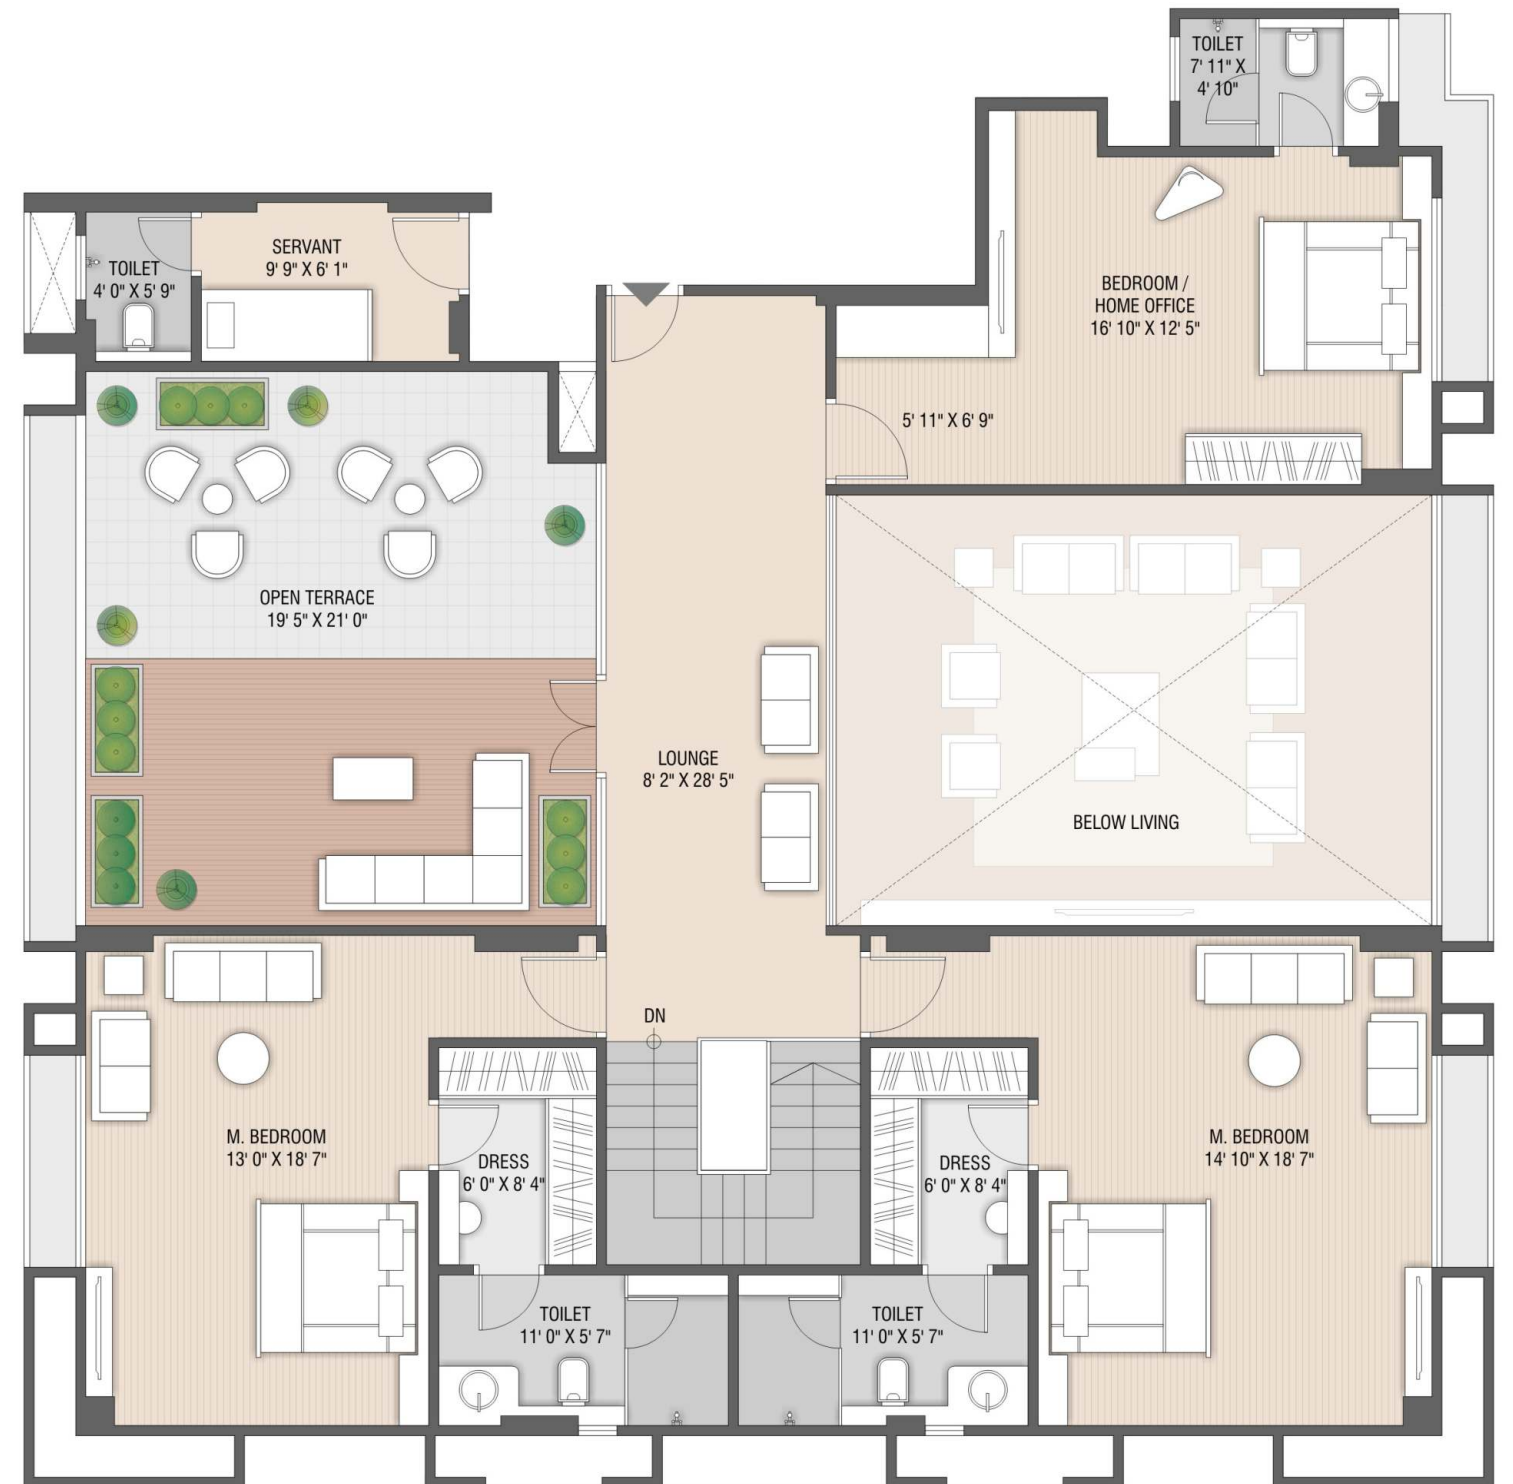 TOILET
7' 11" X
4' 10"
SERVANT
9' 9" X 6' 1"
TOILET
4' 0" X 5' 9"
BEDROOM /
HOME OFFICE
16' 10" X 12' 5"
5' 11" X 6' 9"
OPEN TERRACE
19' 5" X 21' 0"
LOUNGE
8' 2" X 28' 5"
BELOW LIVING
DN
M. BEDROOM
13' 0" X 18' 7"
DRESS
6' 0" X 8' 4"
DRESS
6' 0" X 8' 4"
M. BEDROOM
14' 10" X 18' 7"
TOILET
11' 0" X 5' 7"
TOILET
11' 0" X 5' 7"